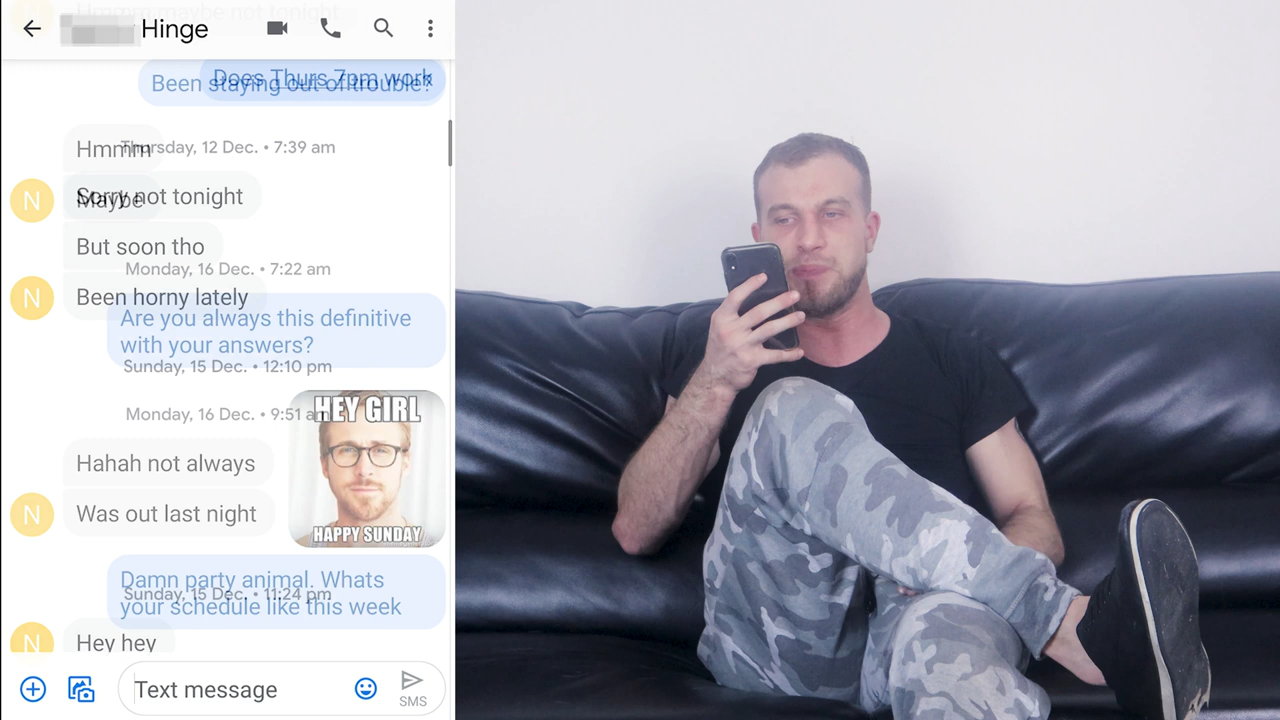 Hmmm maybe not tonight
Hinge
Does Thurs 7pm work
Been staying out of trouble?
Hmmm
Thursday, 12 Dec. • 7:39 am
N
Sorry not tonight
Maybe
But soon tho
Monday, 16 Dec. • 7:22 am
N
Been horny lately
Are you always this definitive
with your answers?
Sunday, 15 Dec. • 12:10 pm
HEY GIRL
Monday, 16 Dec. • 9:51 am
Hahah not always
N
Was out last night
HAPPY SUNDAY
Damn party animal. Whats
Sunday, 15 Dec. • 11:24 pm
your schedule like this week
N
Hey hey
Text message
SMS